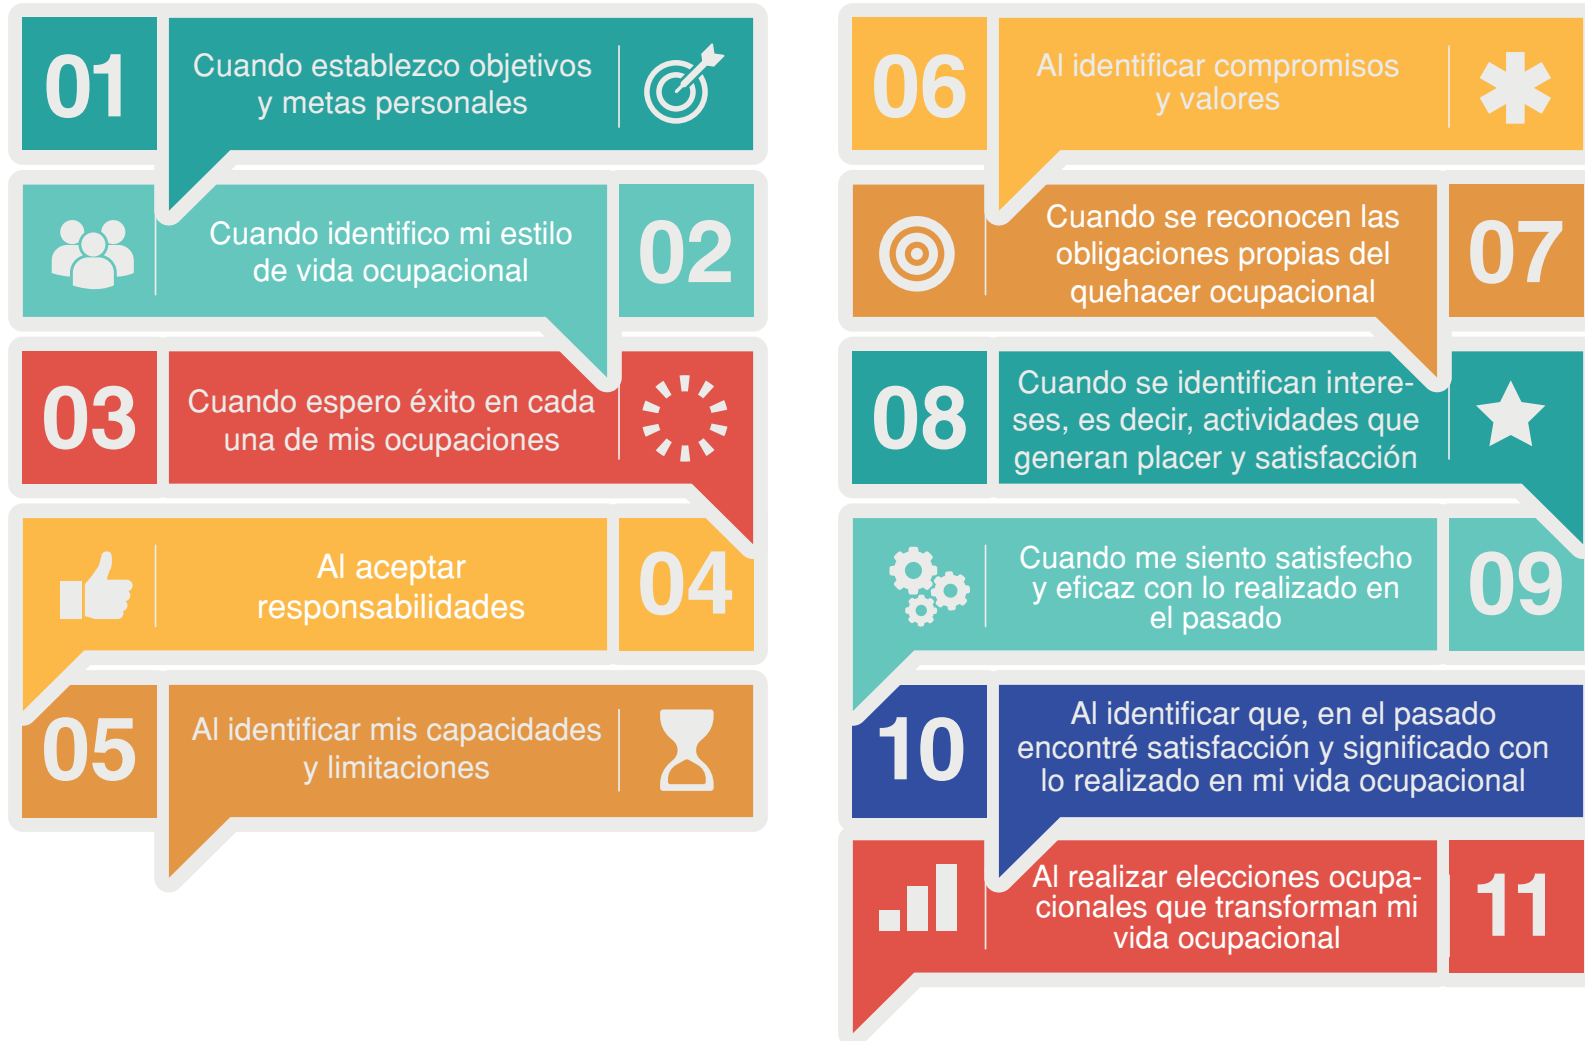 01
Cuando establezco objetivos
y metas personales
Cuando identifico mi estilo
de vida ocupacional
02
03
Cuando espero éxito en cada
una de mis ocupaciones
Al aceptar
responsabilidades
04
05
Al identificar mis capacidades
y limitaciones
06
Al identificar compromisos
y valores
Cuando se reconocen las
obligaciones propias del
quehacer ocupacional
07
08
Cuando se identifican intere-
ses, es decir, actividades que
generan placer y satisfacción
Cuando me siento satisfecho
y eficaz con lo realizado en
el pasado
09
10
Al identificar que, en el pasado
encontré satisfacción y significado con
lo realizado en mi vida ocupacional
Al realizar elecciones ocupa-
cionales que transforman mi
vida ocupacional
11